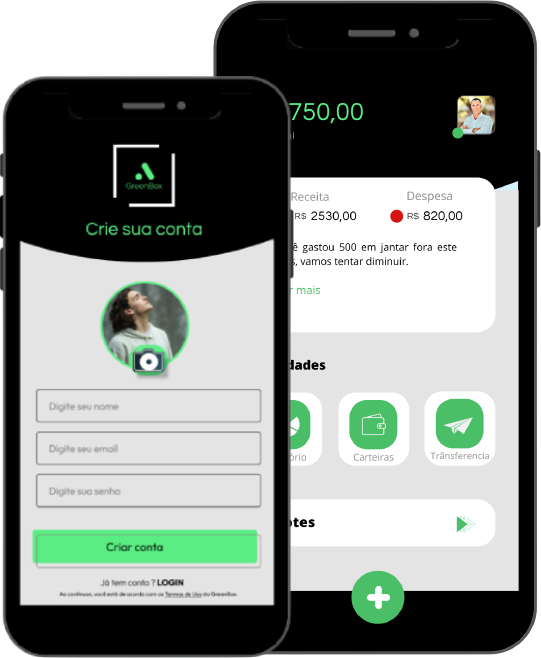 GreenBox
Crie sua conta
Digite seu nome
Digite seu email
Digite sua senha
Criar conta
Já tem conta ? LOGIN
Ao continuar, você está de acordo com os Termos de Uso do GreenBox.
750,00
al
Receita
Despesa
R$ 2530,00
R$ 820,00
ê gastou 500 em jantar fora este
s, vamos tentar diminuir.
r mais
dades
ório
Carteiras
Trânsferencia
otes